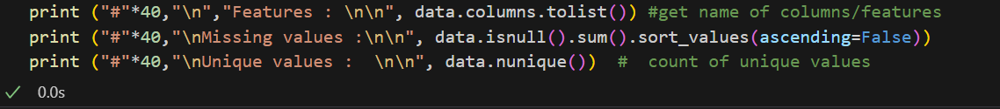 print ("#"*40,"\n","Features : \n\n", data.columns.tolist()) #get name of columns/features
print ("#"*40,"\nMissing values :\n\n", data.isnull().sum().sort_values(ascending=False))
print ("#"*40,"\nUnique values :  \n\n", data.nunique())  #  count of unique values
✓ 0.0s